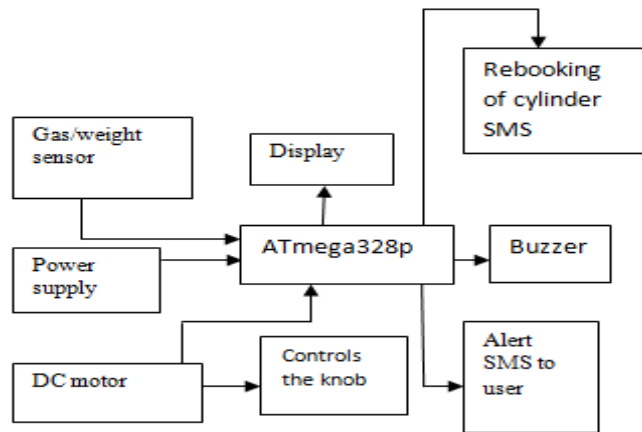 Rebooking
of cylinder
SMS
Gas/weight
sensor
Display
ATmega328p
Buzzer
Power
supply
DC motor
Controls
the knob
Alert
SMS to
user